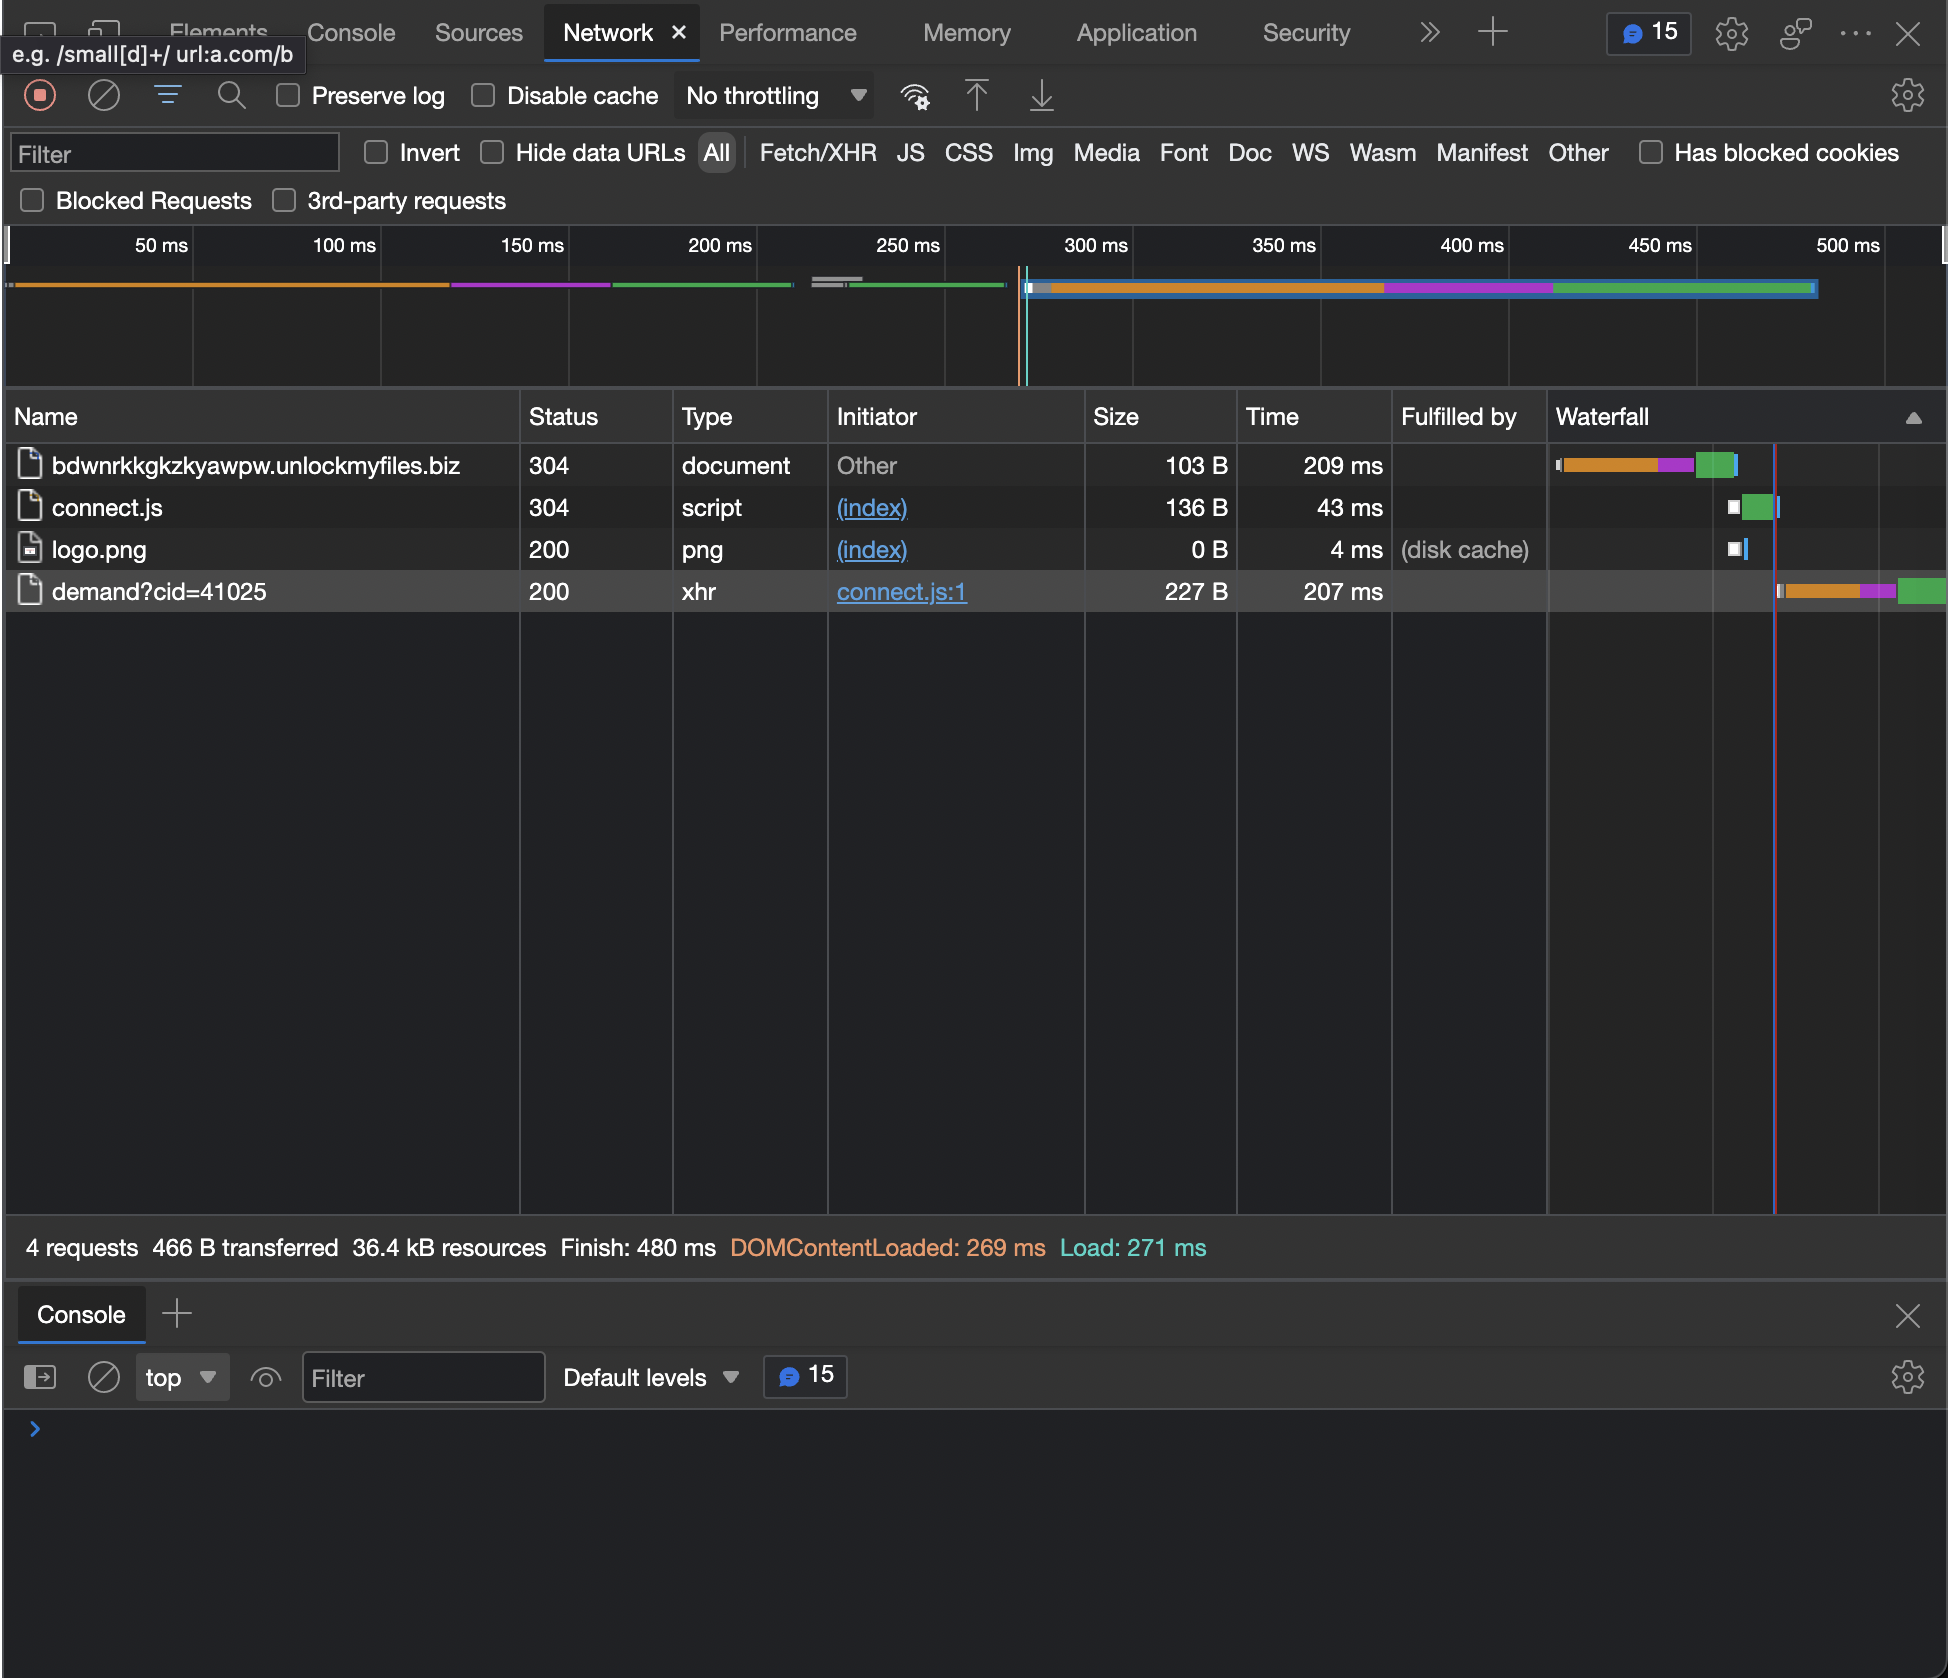 Elements Console Sources Network Performance Memory Application Security 15
e.g. /small[d]+/ url:a.com/b
Preserve log Disable cache No throttling
Filter Invert Hide data URLs All Fetch/XHR JS CSS Img Media Font Doc WS Wasm Manifest Other Has blocked cookies
Blocked Requests 3rd-party requests
50 ms 100 ms 150 ms 200 ms 250 ms 300 ms 350 ms 400 ms 450 ms 500 ms
Name Status Type Initiator Size Time Fulfilled by Waterfall
bdwnrkkgkzkyawpw.unlockmyfiles.biz 304 document Other 103 B 209 ms
connect.js 304 script (index) 136 B 43 ms
logo.png 200 png (index) 0 B 4 ms (disk cache)
demand?cid=41025 200 xhr connect.js:1 227 B 207 ms
4 requests 466 B transferred 36.4 kB resources Finish: 480 ms DOMContentLoaded: 269 ms Load: 271 ms
Console
top Filter Default levels 15